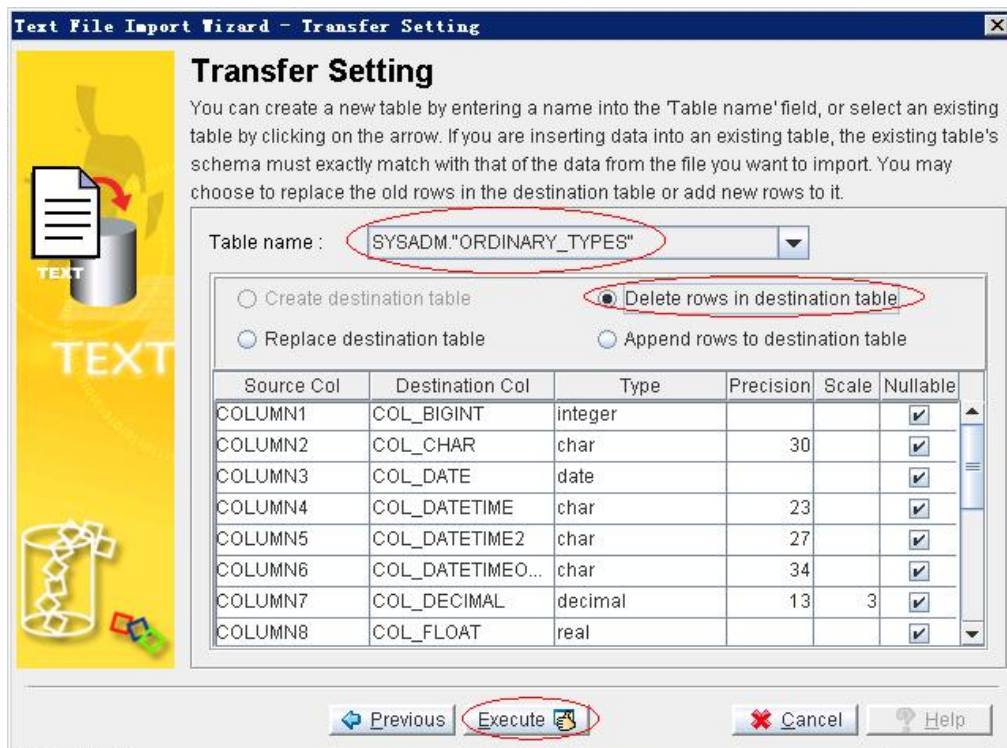 Text File Import Wizard - Transfer Setting
Transfer Setting
You can create a new table by entering a name into the 'Table name' field, or select an existing
table by clicking on the arrow. If you are inserting data into an existing table, the existing table's
schema must exactly match with that of the data from the file you want to import. You may
choose to replace the old rows in the destination table or add new rows to it.
TEXT
TEXT
Table name : SYSADM."ORDINARY_TYPES"
Create destination table Delete rows in destination table
Replace destination table Append rows to destination table
Source Col Destination Col Type Precision Scale Nullable
COLUMN1 COL_BIGINT integer
COLUMN2 COL_CHAR char 30
COLUMN3 COL_DATE date
COLUMN4 COL_DATETIME char 23
COLUMN5 COL_DATETIME2 char 27
COLUMN6 COL_DATETIMEO... char 34
COLUMN7 COL_DECIMAL decimal 13 3
COLUMN8 COL_FLOAT real
Previous Execute Cancel Help